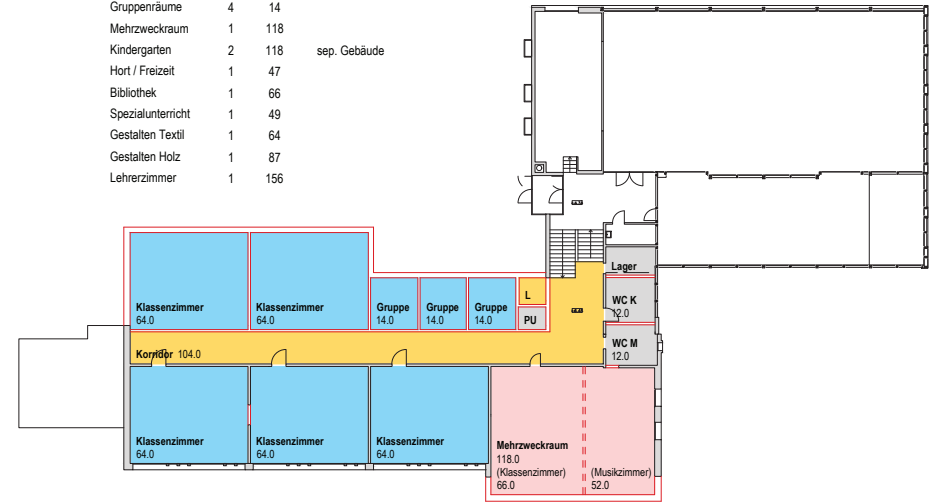 Gruppenräume 4 14
Mehrzweckraum 1 118
Kindergarten 2 118 sep. Gebäude
Hort / Freizeit 1 47
Bibliothek 1 66
Spezialunterricht 1 49
Gestalten Textil 1 64
Gestalten Holz 1 87
Lehrerzimmer 1 156
Lager
Klassenzimmer
64.0
Klassenzimmer
64.0
Gruppe
14.0
Gruppe
14.0
Gruppe
14.0
L
PU
WC K
12.0
WC M
12.0
Korridor 104.0
Klassenzimmer
64.0
Klassenzimmer
64.0
Klassenzimmer
64.0
Mehrzweckraum
118.0
(Klassenzimmer)
66.0
(Musikzimmer)
52.0